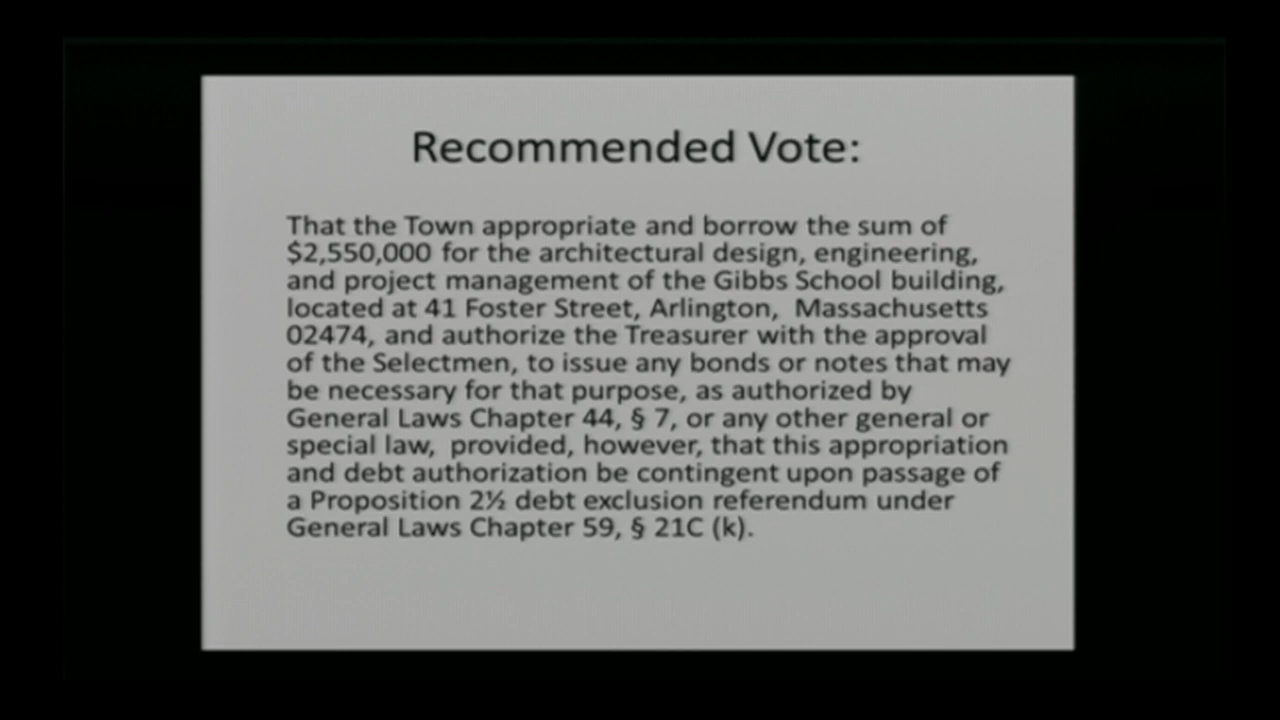 Recommended Vote:
That the Town appropriate and borrow the sum of
$2,550,000 for the architectural design, engineering,
and project management of the Gibbs School building,
located at 41 Foster Street, Arlington,  Massachusetts
02474, and authorize the Treasurer with the approval
of the Selectmen, to issue any bonds or notes that may
be necessary for that purpose, as authorized by
General Laws Chapter 44, § 7, or any other general or
special law,  provided, however, that this appropriation
and debt authorization be contingent upon passage of
a Proposition 2½ debt exclusion referendum under
General Laws Chapter 59, § 21C (k).